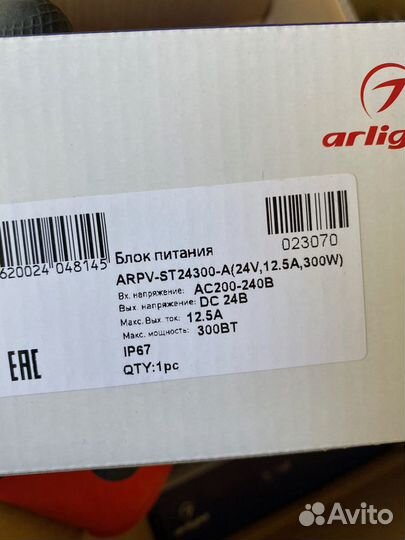 arlig
620024 048145
023070
Блок питания
ARPV-ST24300-A(24V,12.5A,300W)
Вх. напряжение: AC200-240В
Вых. напряжение: DC 24В
Макс. Вых. ток: 12.5A
Макс. мощность: 300ВТ
IP67
QTY:1pc
EAC
Avito